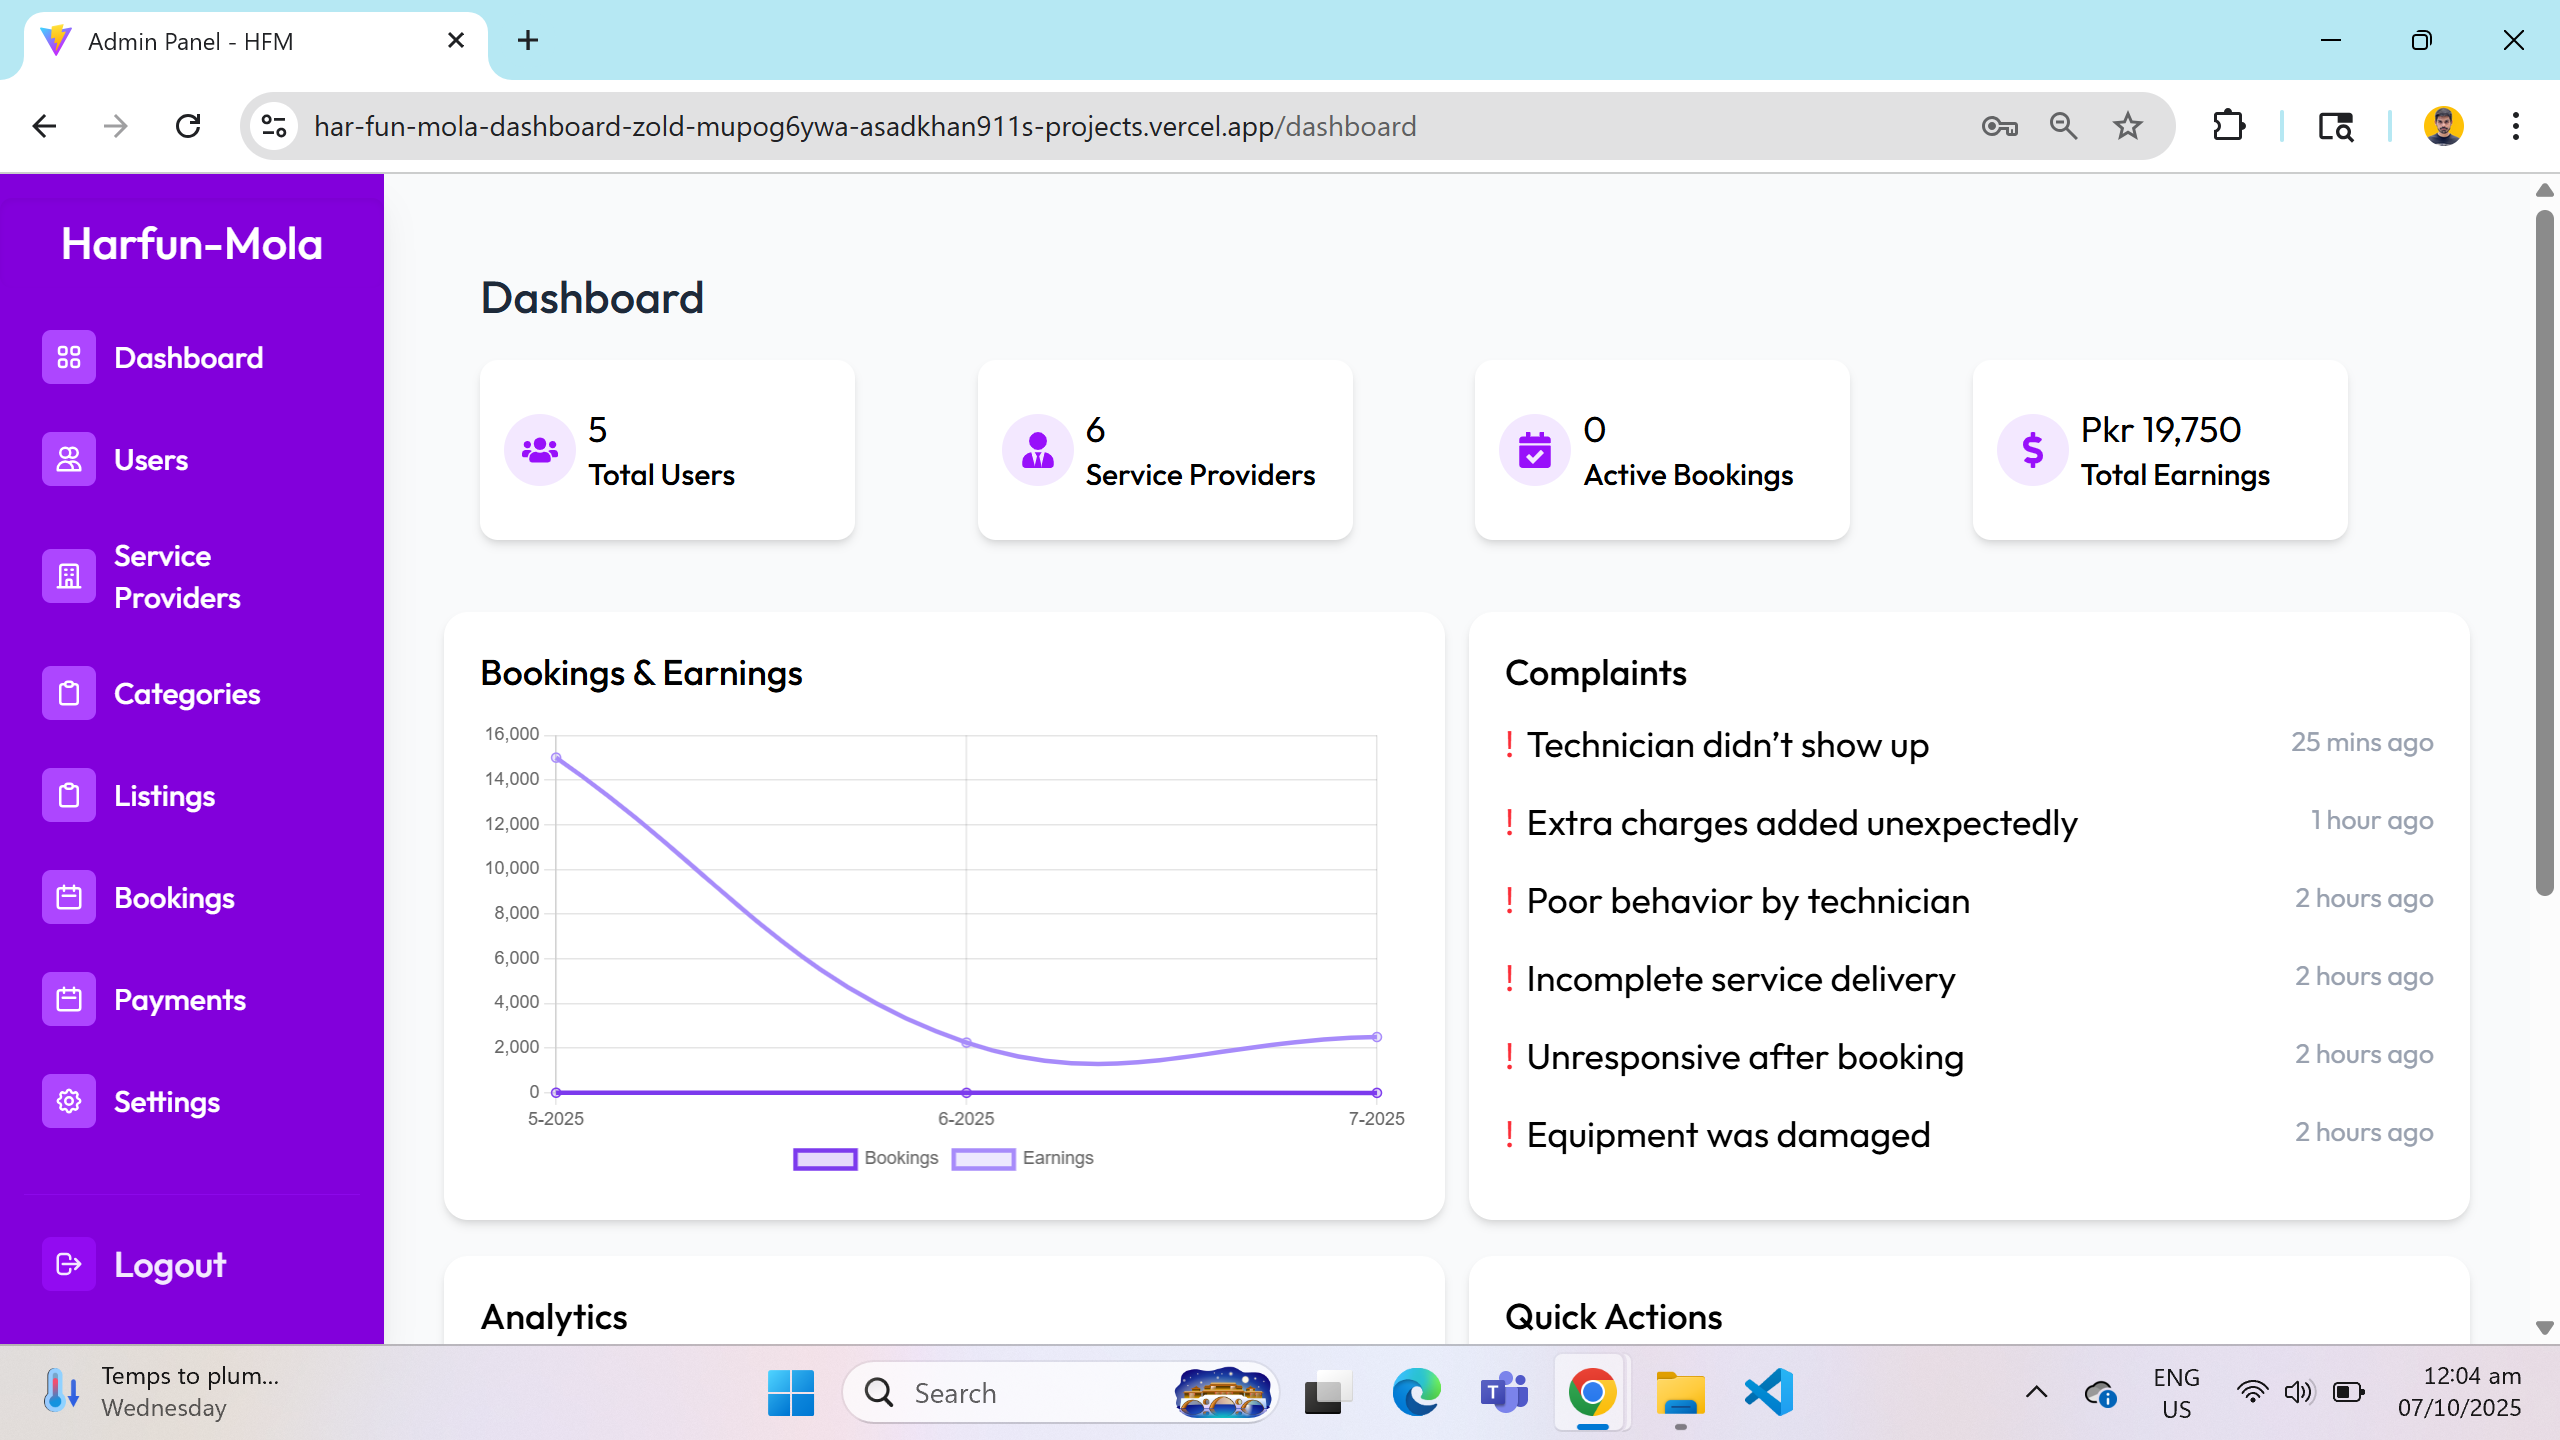 Admin Panel - HFM
har-fun-mola-dashboard-zold-mupog6ywa-asadkhan911s-projects.vercel.app/dashboard
Harfun-Mola
Dashboard
Users
Service
Providers
Categories
Listings
Bookings
Payments
Settings
Logout
Dashboard
5
Total Users
6
Service Providers
0
Active Bookings
Pkr 19,750
Total Earnings
Bookings & Earnings
16,000
14,000
12,000
10,000
8,000
6,000
4,000
2,000
0
5-2025 6-2025 7-2025
Bookings Earnings
Complaints
! Technician didn’t show up 25 mins ago
! Extra charges added unexpectedly 1 hour ago
! Poor behavior by technician 2 hours ago
! Incomplete service delivery 2 hours ago
! Unresponsive after booking 2 hours ago
! Equipment was damaged 2 hours ago
Analytics
Quick Actions
Temps to plum...
Wednesday
Search
ENG
US
12:04 am
07/10/2025